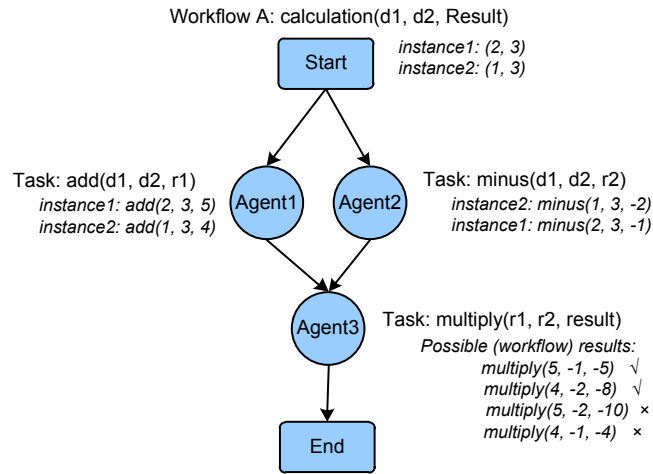 Workflow A: calculation(d1, d2, Result)
Start
instance1: (2, 3)
instance2: (1, 3)
Task: add(d1, d2, r1)
instance1: add(2, 3, 5)
instance2: add(1, 3, 4)
Agent1
Agent2
Task: minus(d1, d2, r2)
instance2: minus(1, 3, -2)
instance1: minus(2, 3, -1)
Agent3
Task: multiply(r1, r2, result)
Possible (workflow) results:
multiply(5, -1, -5) √
multiply(4, -2, -8) √
multiply(5, -2, -10) ×
multiply(4, -1, -4) ×
End